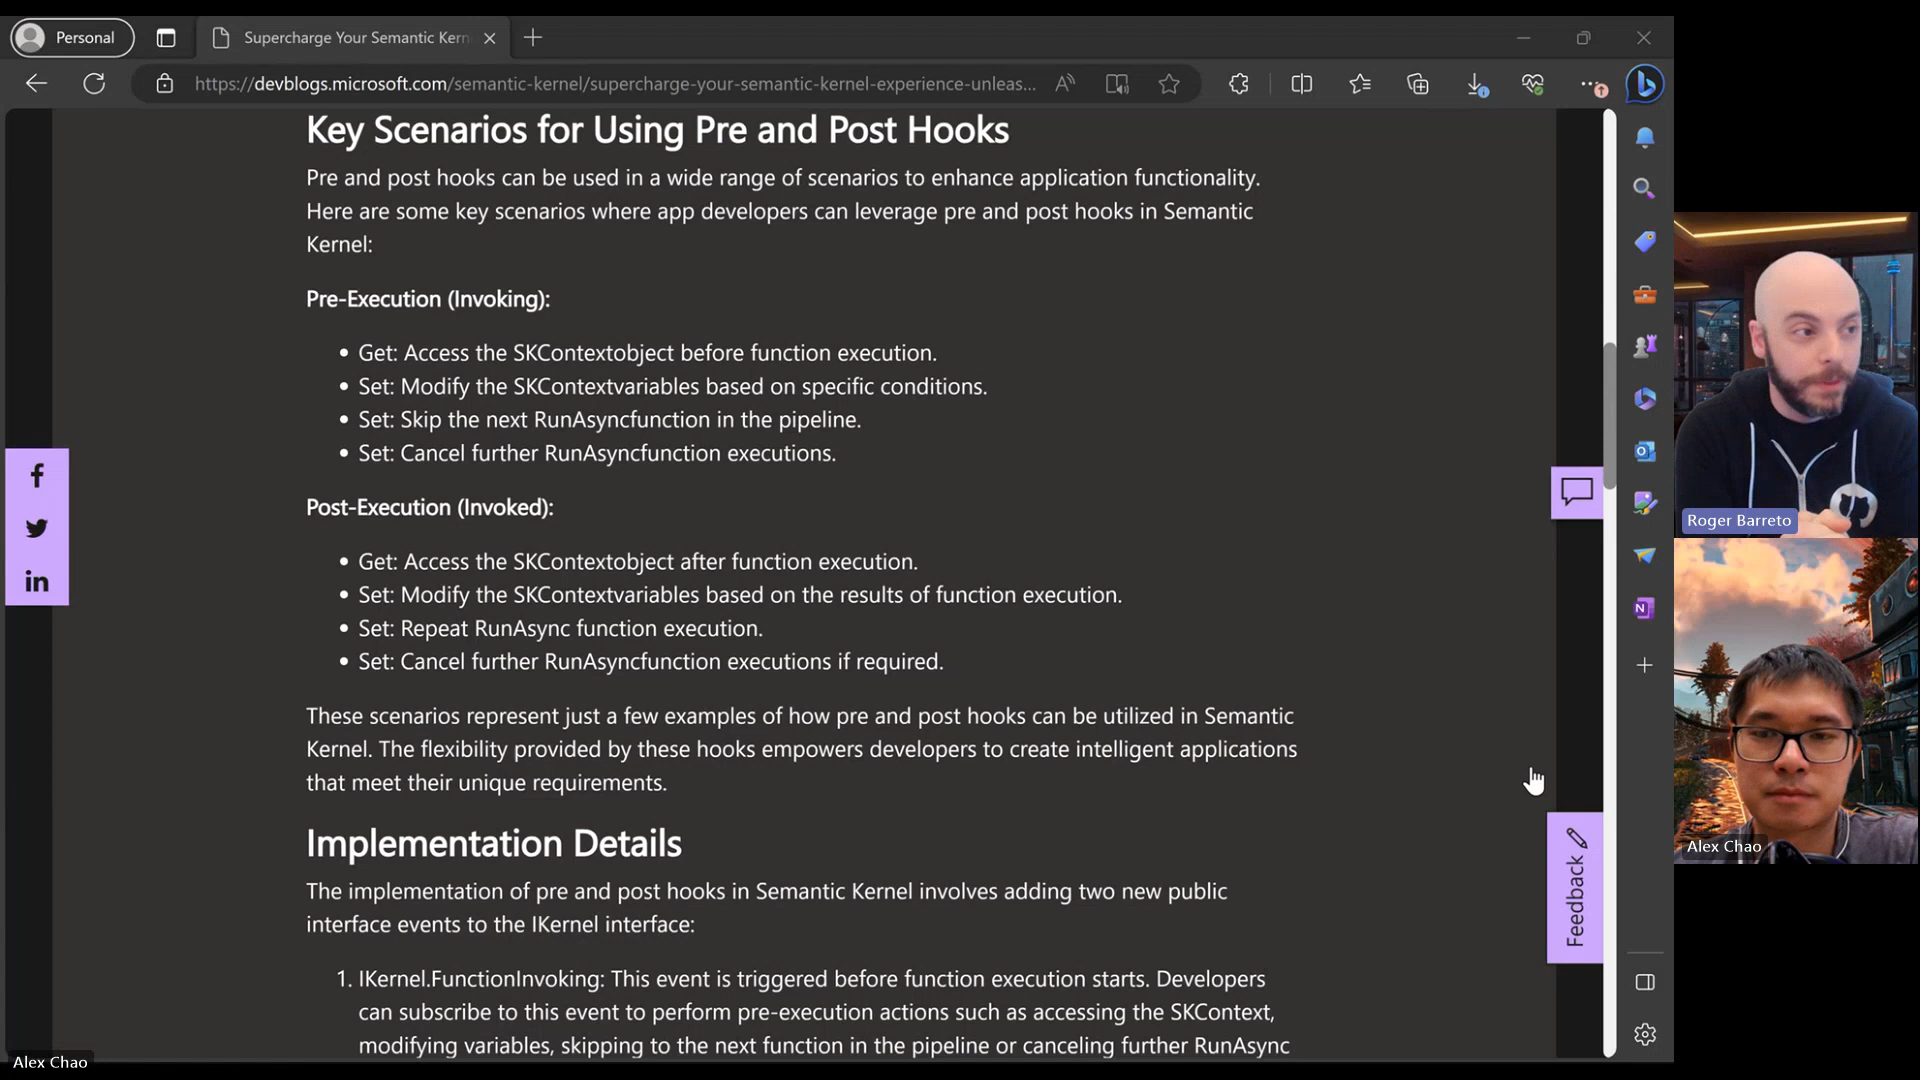 Personal
Supercharge Your Semantic Kern
https://devblogs.microsoft.com/semantic-kernel/supercharge-your-semantic-kernel-experience-unleas...
Key Scenarios for Using Pre and Post Hooks
Pre and post hooks can be used in a wide range of scenarios to enhance application functionality.
Here are some key scenarios where app developers can leverage pre and post hooks in Semantic
Kernel:
Pre-Execution (Invoking):
• Get: Access the SKContextobject before function execution.
• Set: Modify the SKContextvariables based on specific conditions.
• Set: Skip the next RunAsyncfunction in the pipeline.
• Set: Cancel further RunAsyncfunction executions.
Post-Execution (Invoked):
• Get: Access the SKContextobject after function execution.
• Set: Modify the SKContextvariables based on the results of function execution.
• Set: Repeat RunAsync function execution.
• Set: Cancel further RunAsyncfunction executions if required.
These scenarios represent just a few examples of how pre and post hooks can be utilized in Semantic
Kernel. The flexibility provided by these hooks empowers developers to create intelligent applications
that meet their unique requirements.
Implementation Details
The implementation of pre and post hooks in Semantic Kernel involves adding two new public
interface events to the IKernel interface:
1. IKernel.FunctionInvoking: This event is triggered before function execution starts. Developers
can subscribe to this event to perform pre-execution actions such as accessing the SKContext,
modifying variables, skipping to the next function in the pipeline or canceling further RunAsync
Feedback
Roger Barreto
Alex Chao
Alex Chao